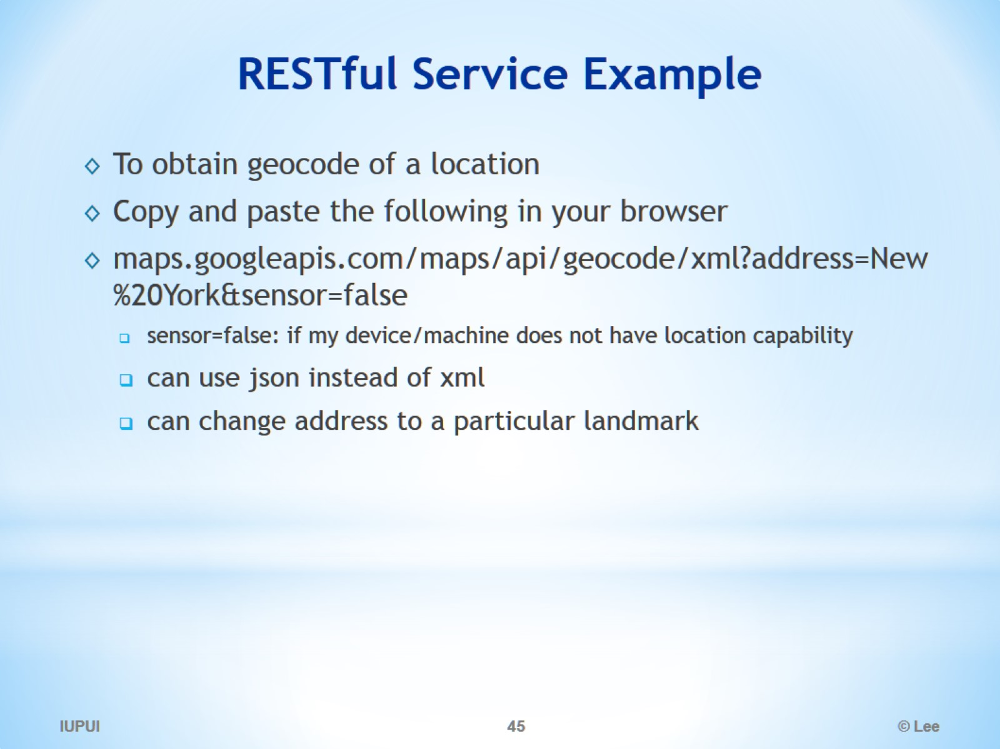 RESTful Service Example
◇ To obtain geocode of a location
◇ Copy and paste the following in your browser
◇ maps.googleapis.com/maps/api/geocode/xml?address=New
%20York&sensor=false
❑ sensor=false: if my device/machine does not have location capability
❑ can use json instead of xml
❑ can change address to a particular landmark
IUPUI 45 © Lee